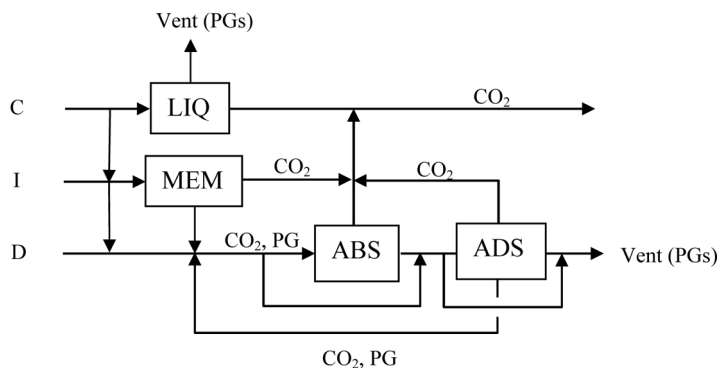 Vent (PGs)
C
LIQ
CO₂
I
MEM
CO₂
CO₂
D
CO₂, PG
ABS
ADS
Vent (PGs)
CO₂, PG